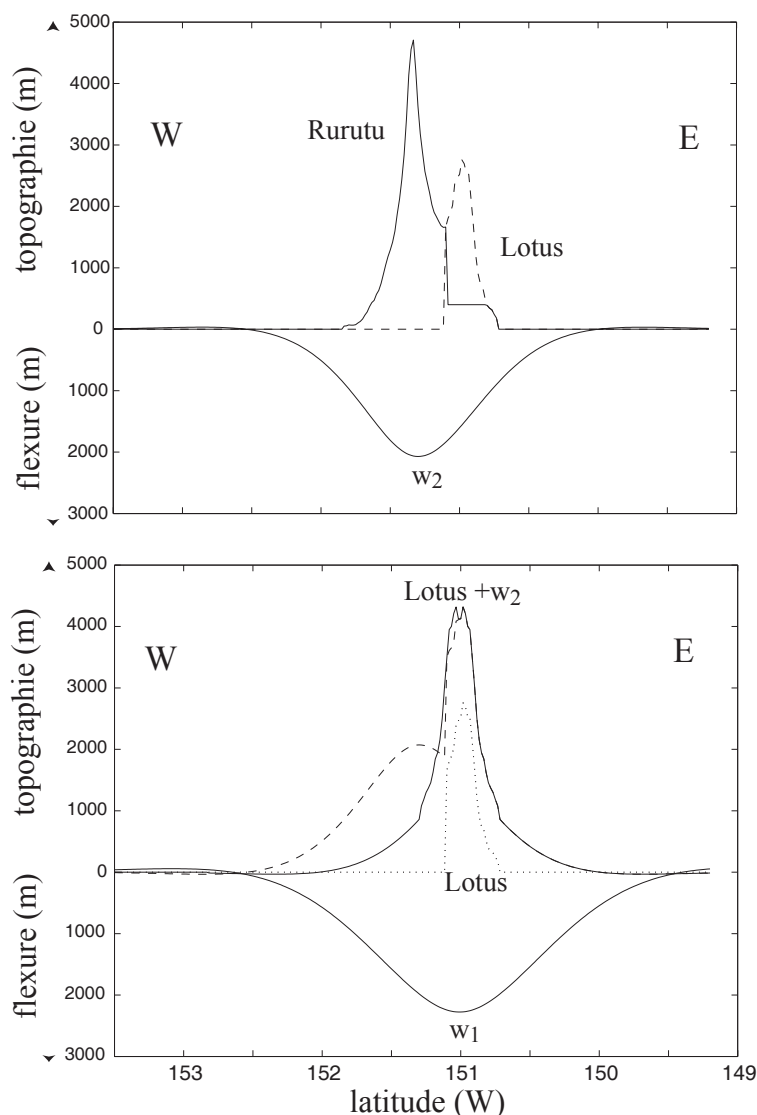 5000
4000
3000
2000
1000
0
1000
2000
3000
topographie (m)
flexure (m)
W
E
Rurutu
Lotus
w2
5000
4000
3000
2000
1000
0
1000
2000
3000
topographie (m)
flexure (m)
W
E
Lotus +w2
Lotus
w1
153
152
151
150
149
latitude (W)